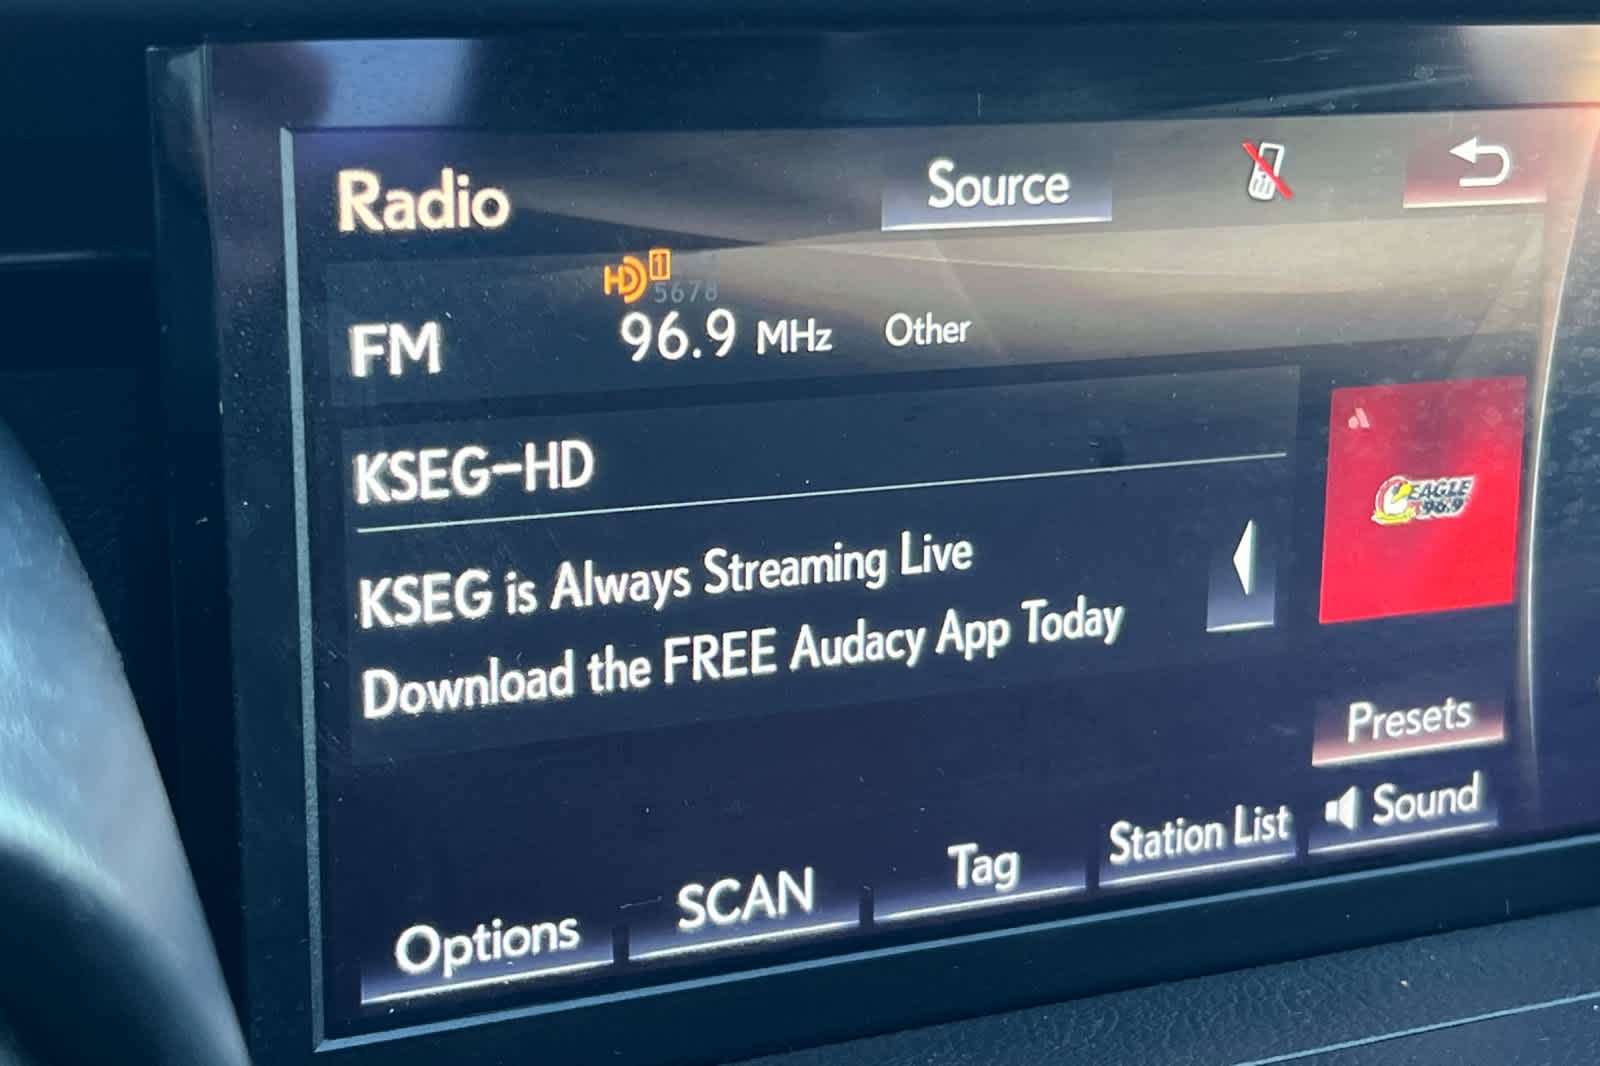 Radio
Source
HD 1
5678
FM
96.9 MHz
Other
KSEG-HD
KSEG is Always Streaming Live
Download the FREE Audacy App Today
EAGLE
96.9
Presets
Sound
Options
SCAN
Tag
Station List